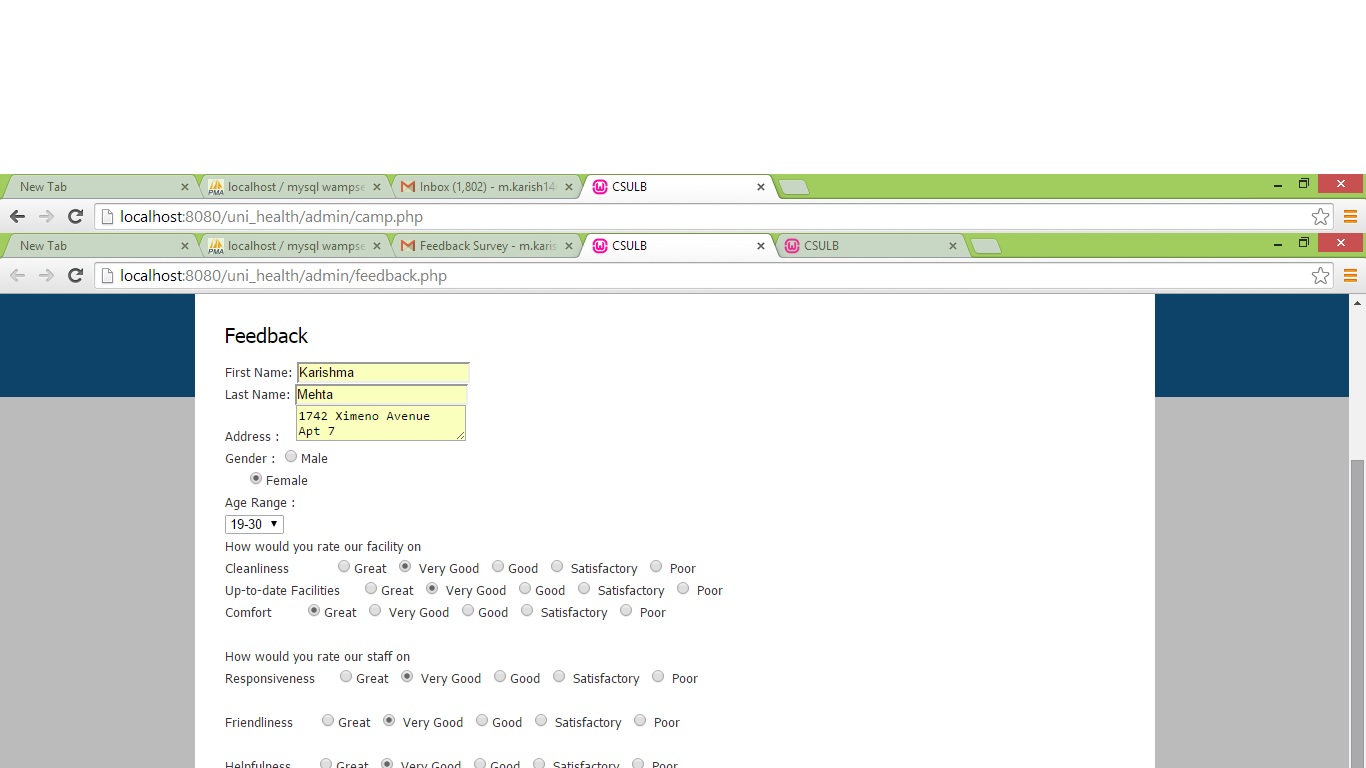 New Tab localhost / mysql wampse Inbox (1,802) - m.karish14 CSULB
localhost:8080/uni_health/admin/camp.php
New Tab localhost / mysql wampse Feedback Survey - m.karis CSULB CSULB
localhost:8080/uni_health/admin/feedback.php
Feedback
First Name: Karishma
Last Name: Mehta
1742 Ximeno Avenue
Apt 7
Address :
Gender : Male
Female
Age Range :
19-30
How would you rate our facility on
Cleanliness Great Very Good Good Satisfactory Poor
Up-to-date Facilities Great Very Good Good Satisfactory Poor
Comfort Great Very Good Good Satisfactory Poor
How would you rate our staff on
Responsiveness Great Very Good Good Satisfactory Poor
Friendliness Great Very Good Good Satisfactory Poor
Helpfulness Great Very Good Good Satisfactory Poor